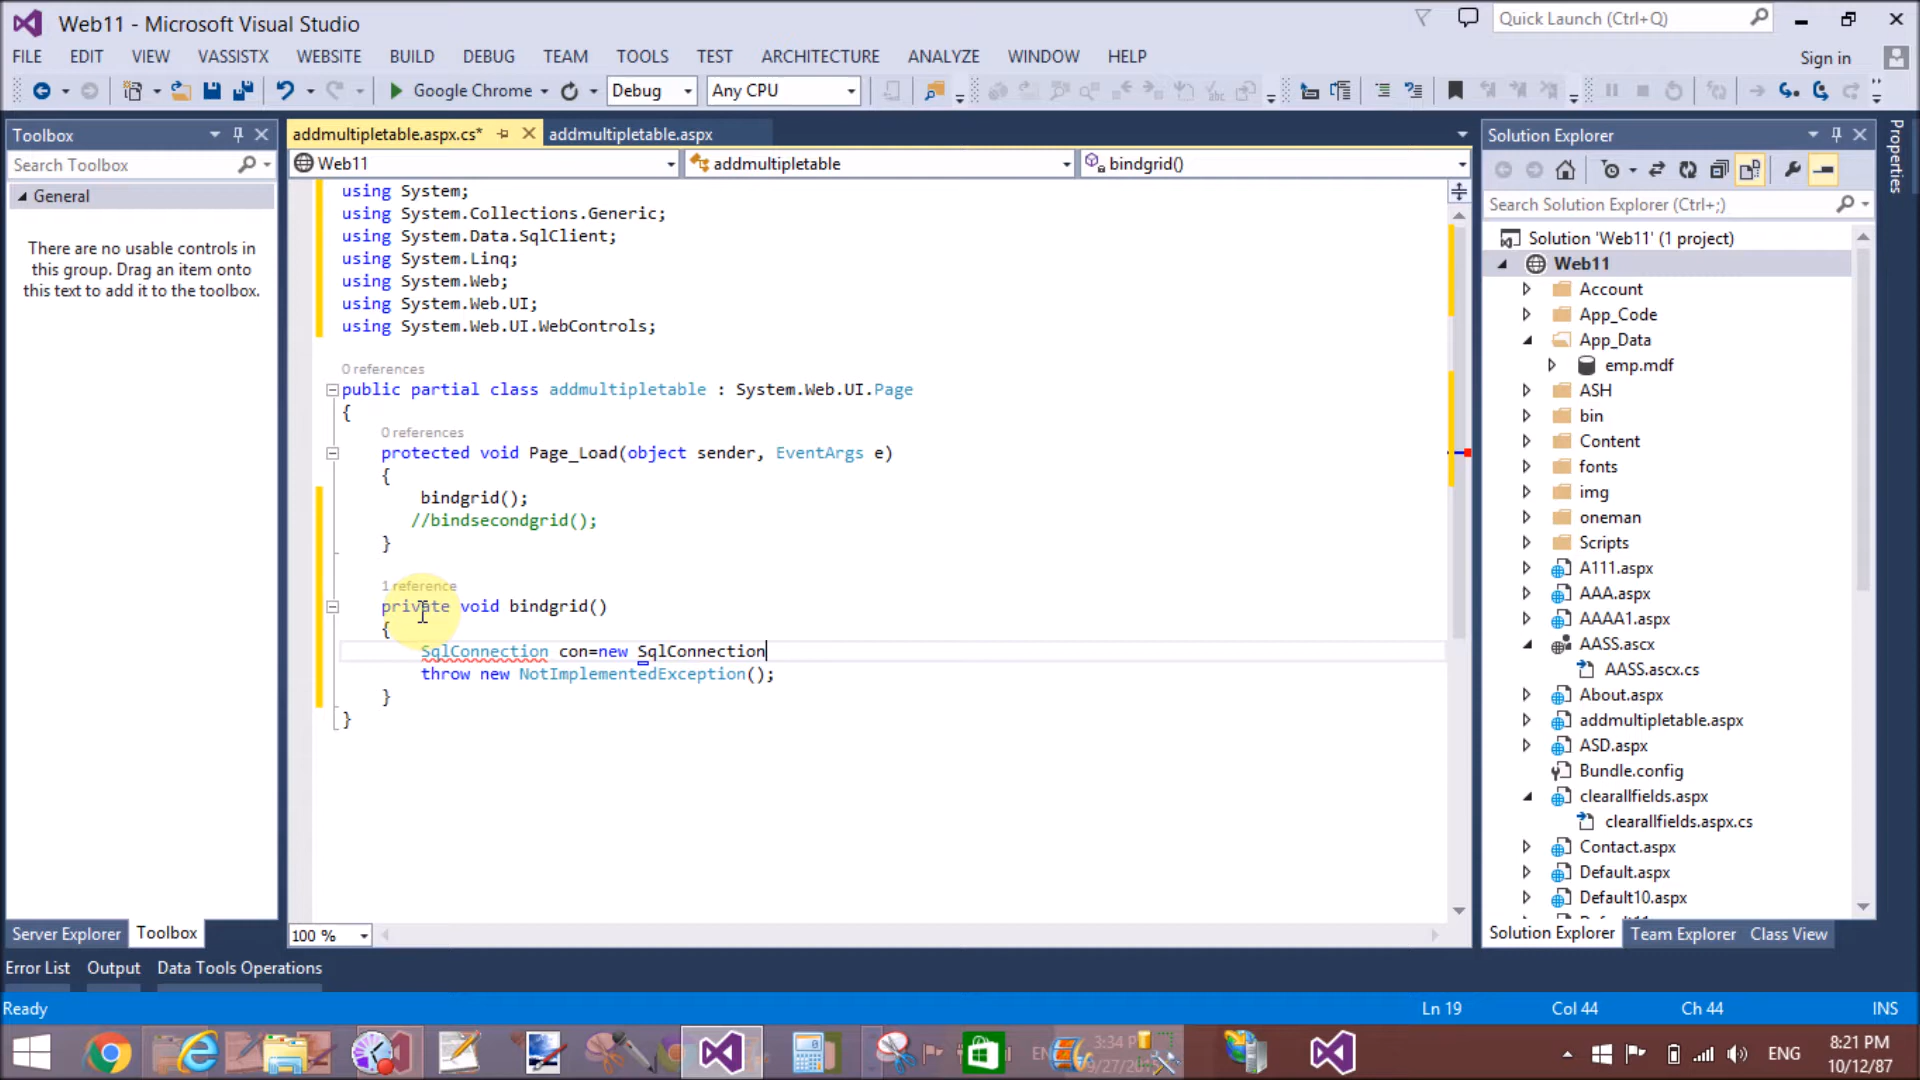 Web11 - Microsoft Visual Studio
Quick Launch (Ctrl+Q)
FILE EDIT VIEW VASSISTX WEBSITE BUILD DEBUG TEAM TOOLS TEST ARCHITECTURE ANALYZE WINDOW HELP
Sign in
Google Chrome Debug Any CPU
Toolbox
Search Toolbox
General
There are no usable controls in
this group. Drag an item onto
this text to add it to the toolbox.
Server Explorer Toolbox
addmultipletable.aspx.cs* addmultipletable.aspx
Web11 addmultipletable bindgrid()
using System;
using System.Collections.Generic;
using System.Data.SqlClient;
using System.Linq;
using System.Web;
using System.Web.UI;
using System.Web.UI.WebControls;
0 references
public partial class addmultipletable : System.Web.UI.Page
{
0 references
protected void Page_Load(object sender, EventArgs e)
{
bindgrid();
//bindsecondgrid();
}
1 reference
private void bindgrid()
{
SqlConnection con=new SqlConnection
throw new NotImplementedException();
}
}
100 %
Solution Explorer
Search Solution Explorer (Ctrl+;)
Solution 'Web11' (1 project)
Web11
Account
App_Code
App_Data
emp.mdf
ASH
bin
Content
fonts
img
oneman
Scripts
A111.aspx
AAA.aspx
AAAA1.aspx
AASS.ascx
AASS.ascx.cs
About.aspx
addmultipletable.aspx
ASD.aspx
Bundle.config
clearallfields.aspx
clearallfields.aspx.cs
Contact.aspx
Default.aspx
Default10.aspx
Solution Explorer Team Explorer Class View
Properties
Error List Output Data Tools Operations
Ready
Ln 19 Col 44 Ch 44 INS
3:34 PM
ENG
8:21 PM
10/12/87